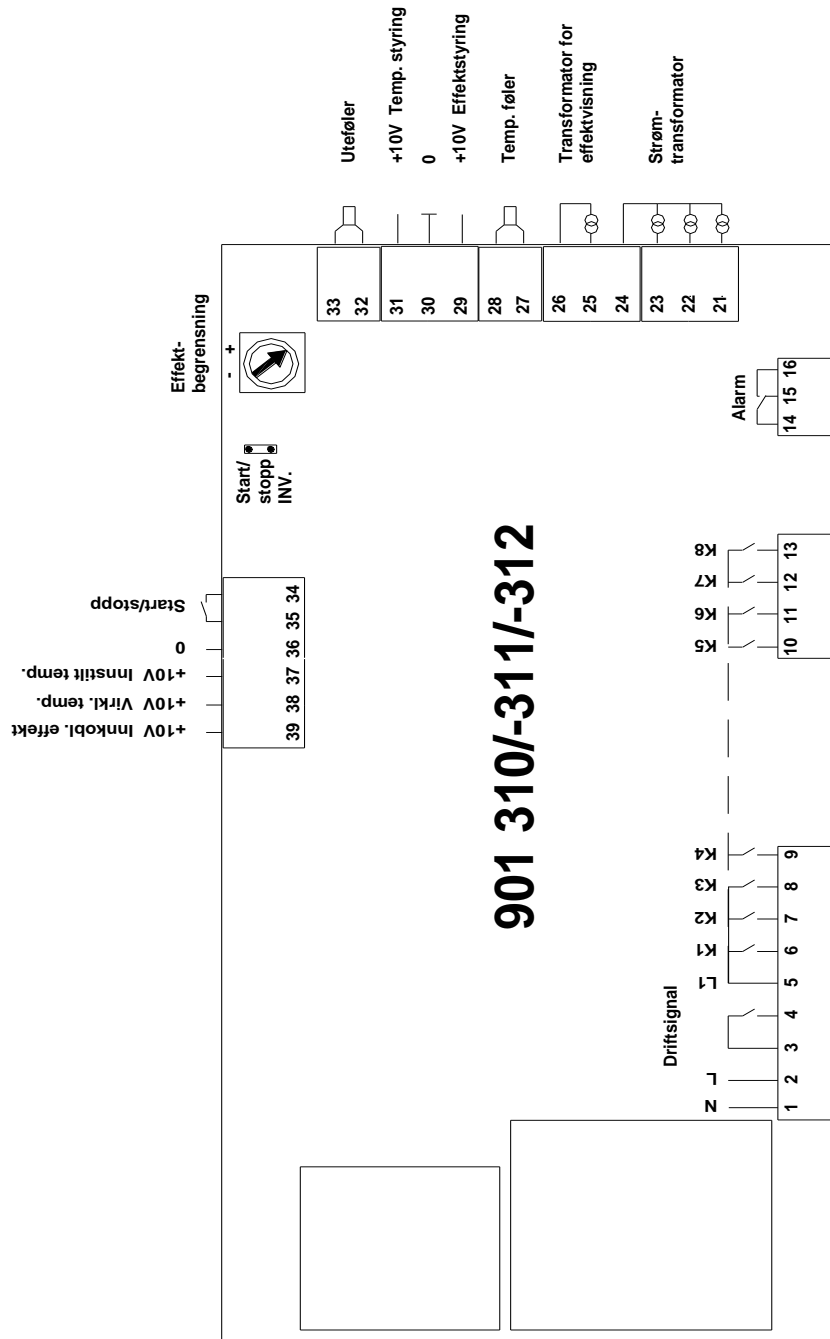 Uteføler
+10V Temp. styring
0
+10V Effektstyring
Temp. føler
Transformator for
effektvisning
Strøm-
transformator
33
32
31
30
29
28
27
26
25
24
23
22
21
Effekt-
begrensning
- +
Start/
stopp
INV.
Alarm
14 15 16
Start/stopp
0
+10V Innstilt temp.
+10V Virkl. temp.
+10V Innkobl. effekt
39 38 37 36 35 34
901 310/-311/-312
N
L
Driftsignal
L1
K1
K2
K3
K4
K5
K6
K7
K8
1 2 3 4 5 6 7 8 9
10 11 12 13